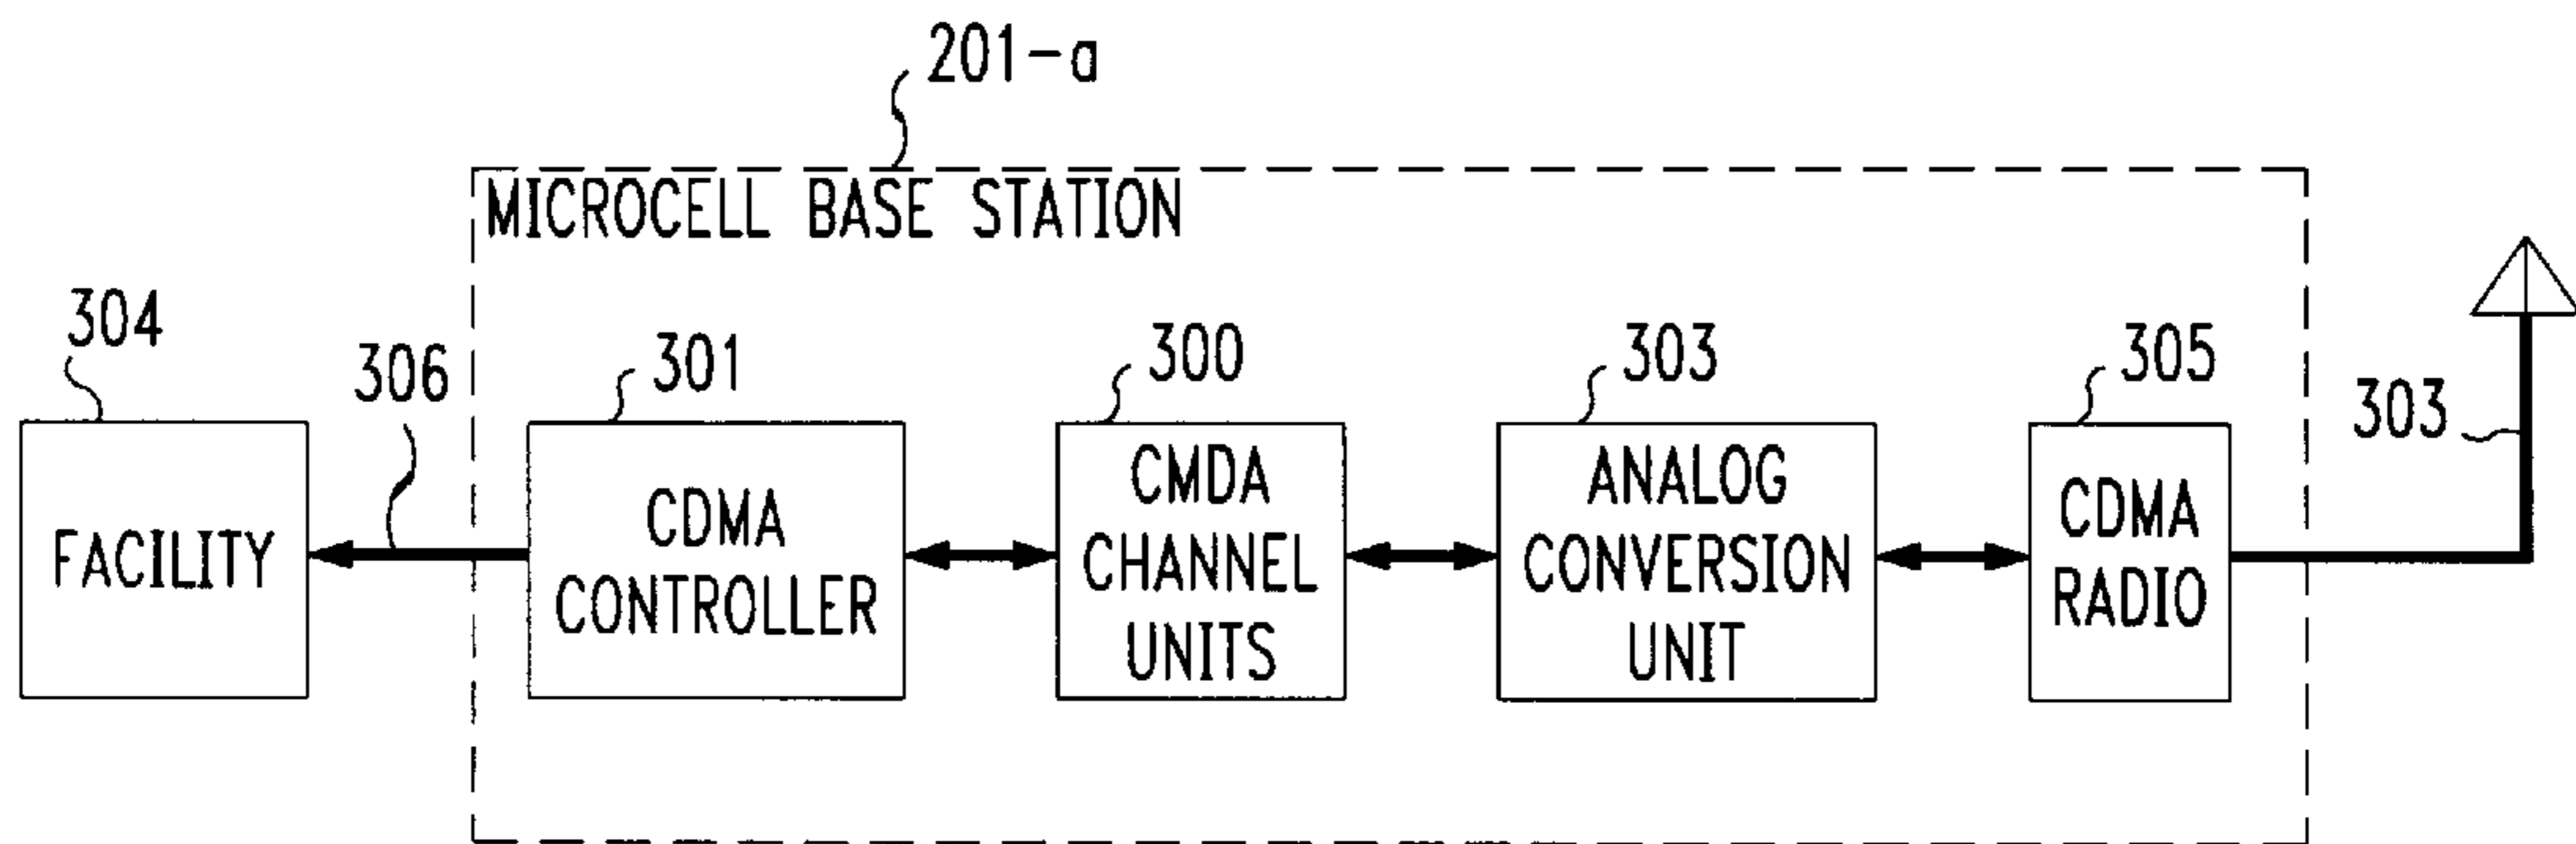 201-a
MICROCELL BASE STATION
304
306
301
300
303
305
303
FACILITY
CDMA
CONTROLLER
CMDA
CHANNEL
UNITS
ANALOG
CONVERSION
UNIT
CDMA
RADIO